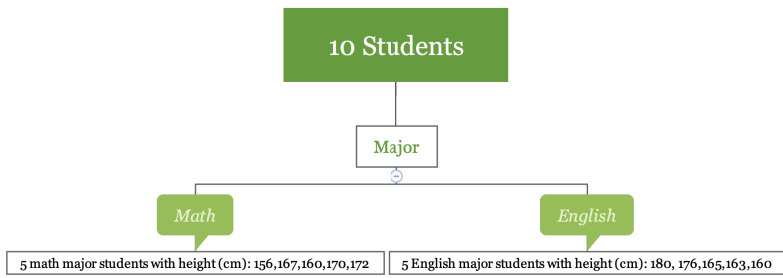 10 Students
Major
Math
English
5 math major students with height (cm): 156,167,160,170,172
5 English major students with height (cm): 180, 176,165,163,160